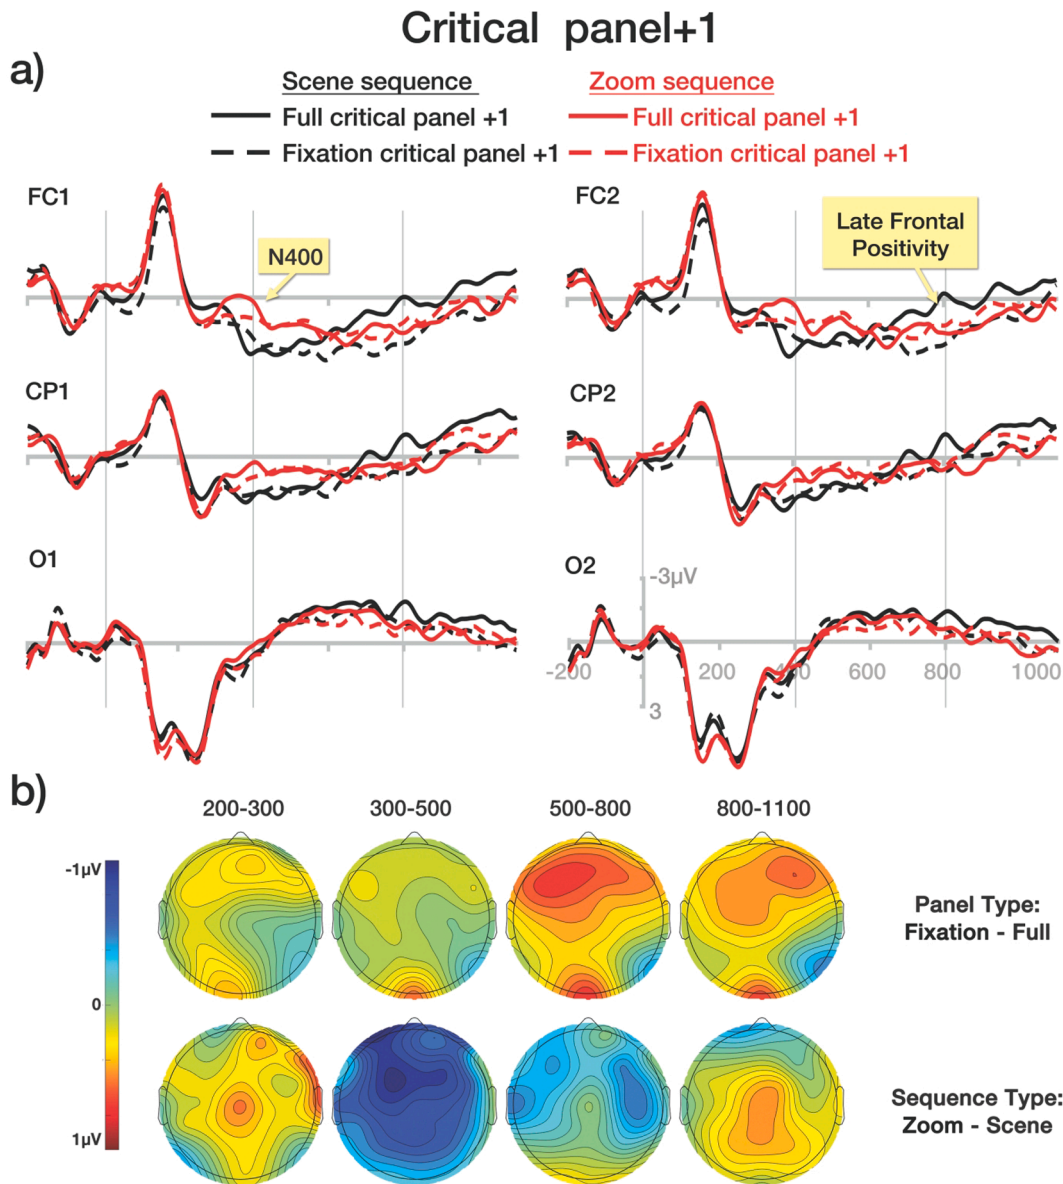 Critical panel+1
a)
Scene sequence
Zoom sequence
Full critical panel +1
Full critical panel +1
Fixation critical panel +1
Fixation critical panel +1
FC1
FC2
N400
Late Frontal
Positivity
CP1
CP2
O1
O2
-3µV
-200
200
400
600
800
1000
3
b)
200-300
300-500
500-800
800-1100
-1µV
0
1µV
Panel Type:
Fixation - Full
Sequence Type:
Zoom - Scene